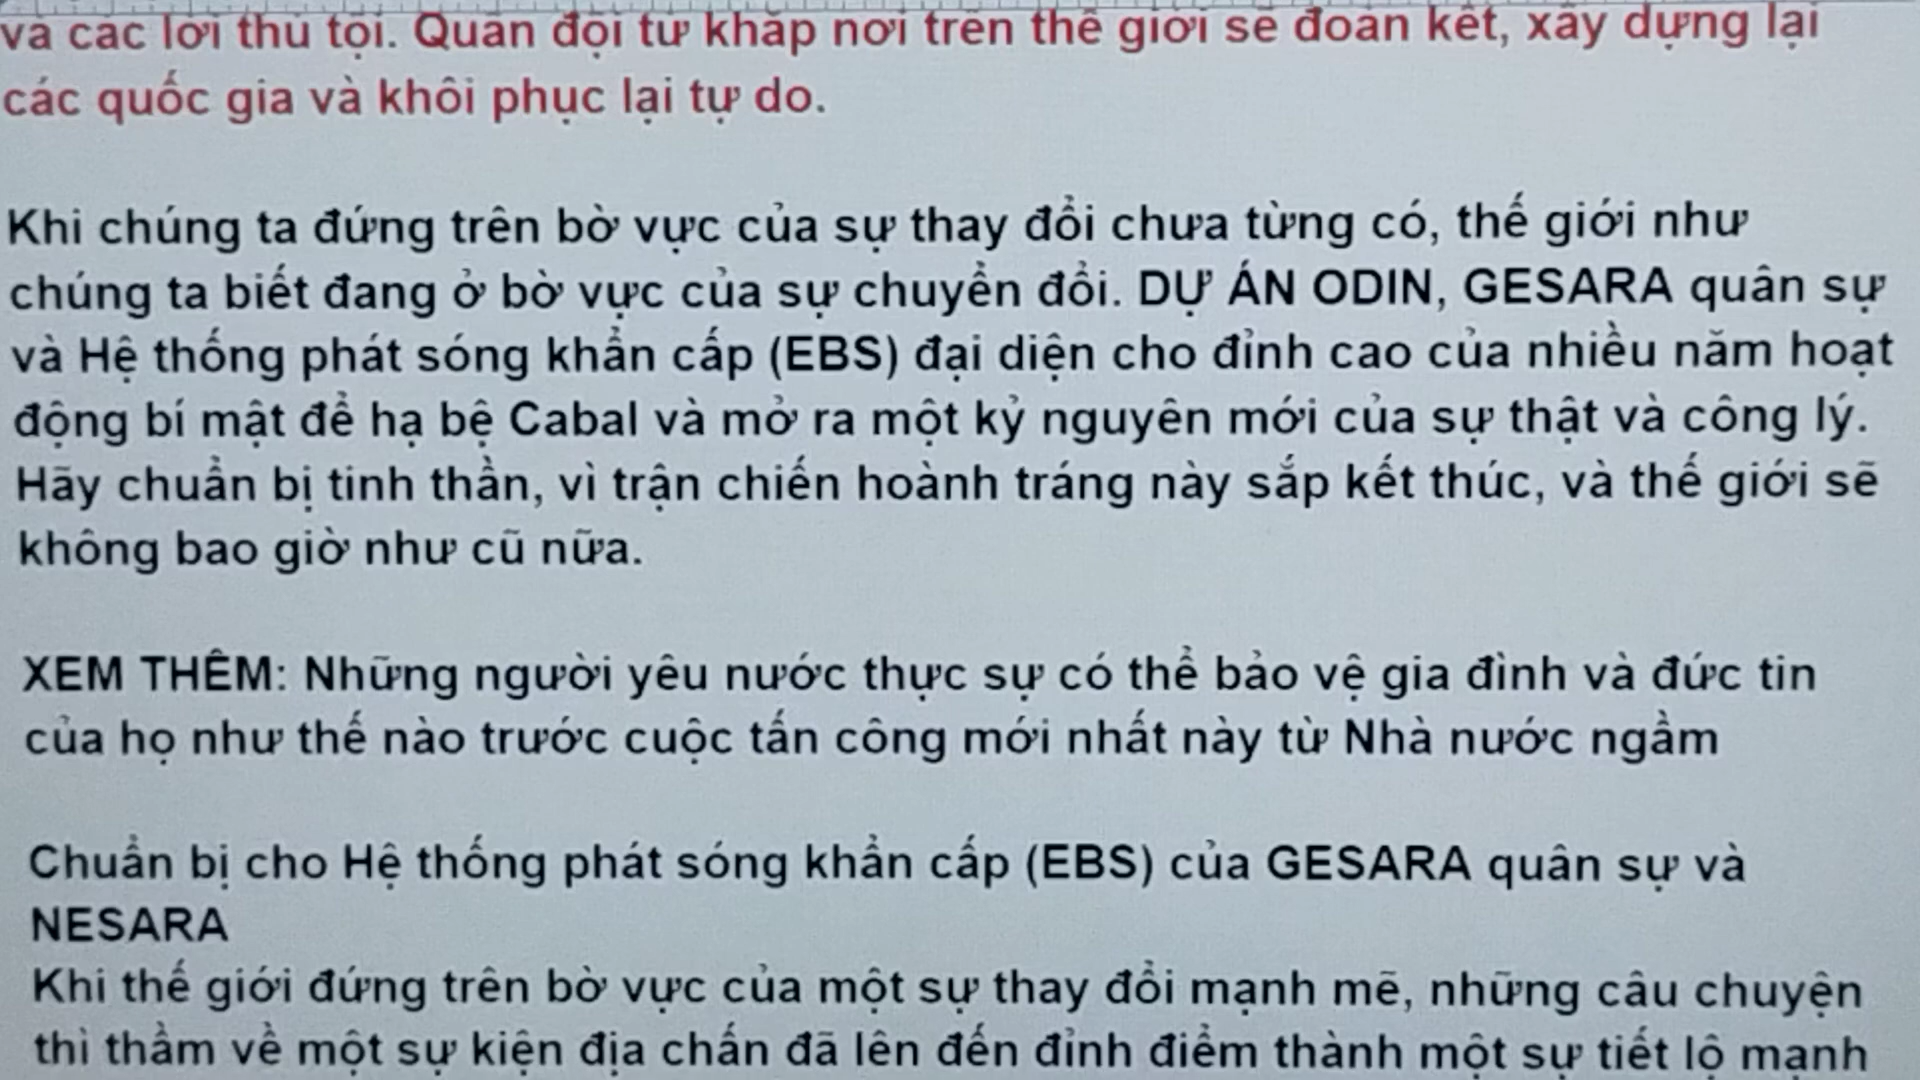 và các lời thú tội. Quân đội từ khắp nơi trên thế giới sẽ đoàn kết, xây dựng lại
các quốc gia và khôi phục lại tự do.
Khi chúng ta đứng trên bờ vực của sự thay đổi chưa từng có, thế giới như
chúng ta biết đang ở bờ vực của sự chuyển đổi. DỰ ÁN ODIN, GESARA quân sự
và Hệ thống phát sóng khẩn cấp (EBS) đại diện cho đỉnh cao của nhiều năm hoạt
động bí mật để hạ bệ Cabal và mở ra một kỷ nguyên mới của sự thật và công lý.
Hãy chuẩn bị tinh thần, vì trận chiến hoành tráng này sắp kết thúc, và thế giới sẽ
không bao giờ như cũ nữa.
XEM THÊM: Những người yêu nước thực sự có thể bảo vệ gia đình và đức tin
của họ như thế nào trước cuộc tấn công mới nhất này từ Nhà nước ngầm
Chuẩn bị cho Hệ thống phát sóng khẩn cấp (EBS) của GESARA quân sự và
NESARA
Khi thế giới đứng trên bờ vực của một sự thay đổi mạnh mẽ, những câu chuyện
thì thầm về một sự kiện địa chấn đã lên đến đỉnh điểm thành một sự tiết lộ mạnh